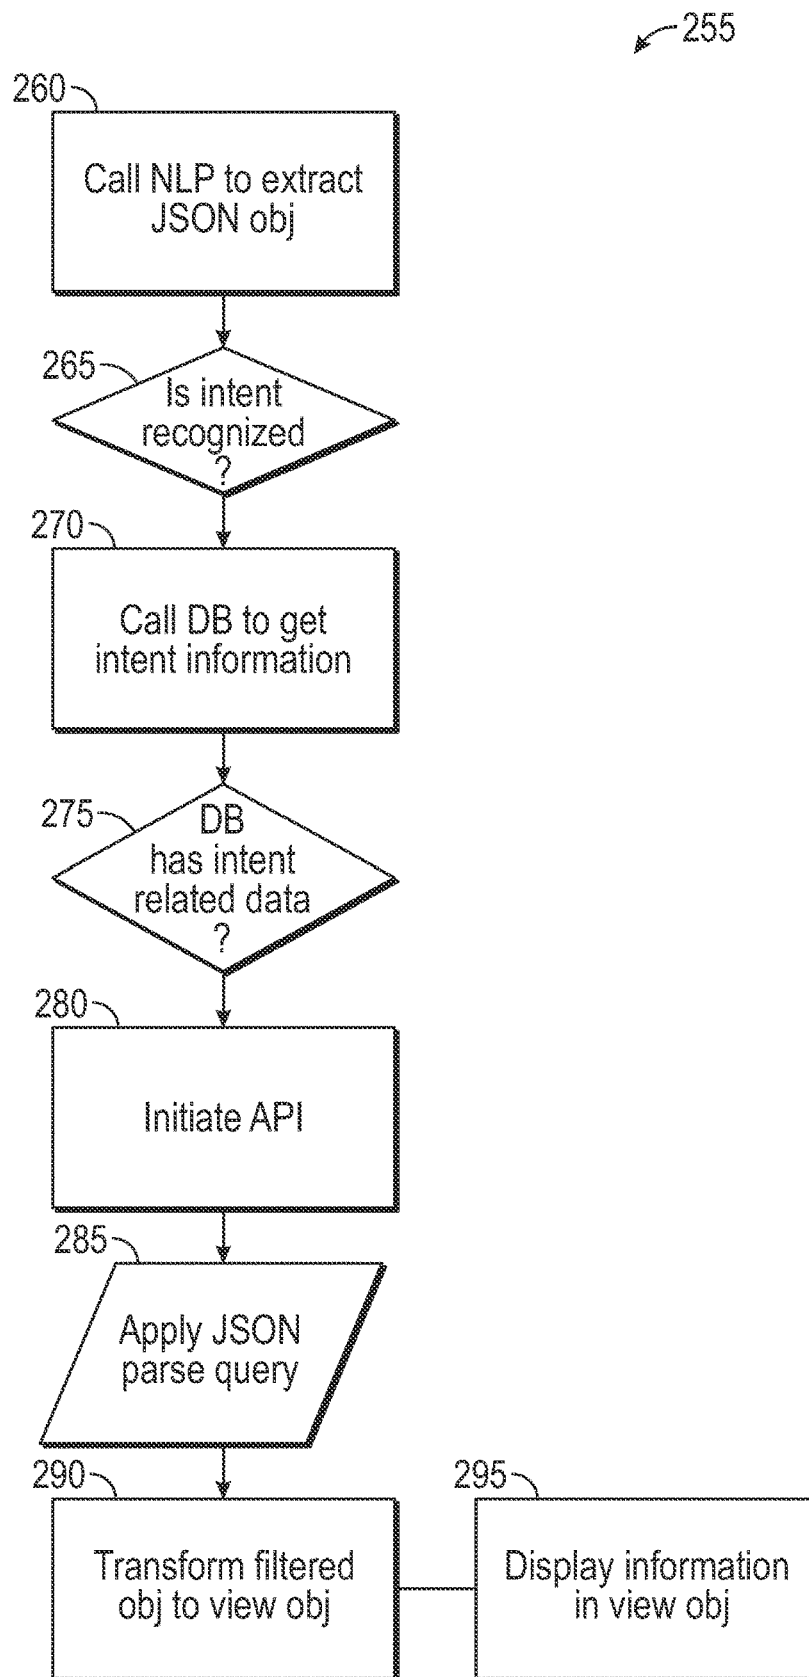 255
260
Call NLP to extract
JSON obj
265
Is intent
recognized
?
270
Call DB to get
intent information
275
DB
has intent
related data
?
280
Initiate API
285
Apply JSON
parse query
290
Transform filtered
obj to view obj
295
Display information
in view obj